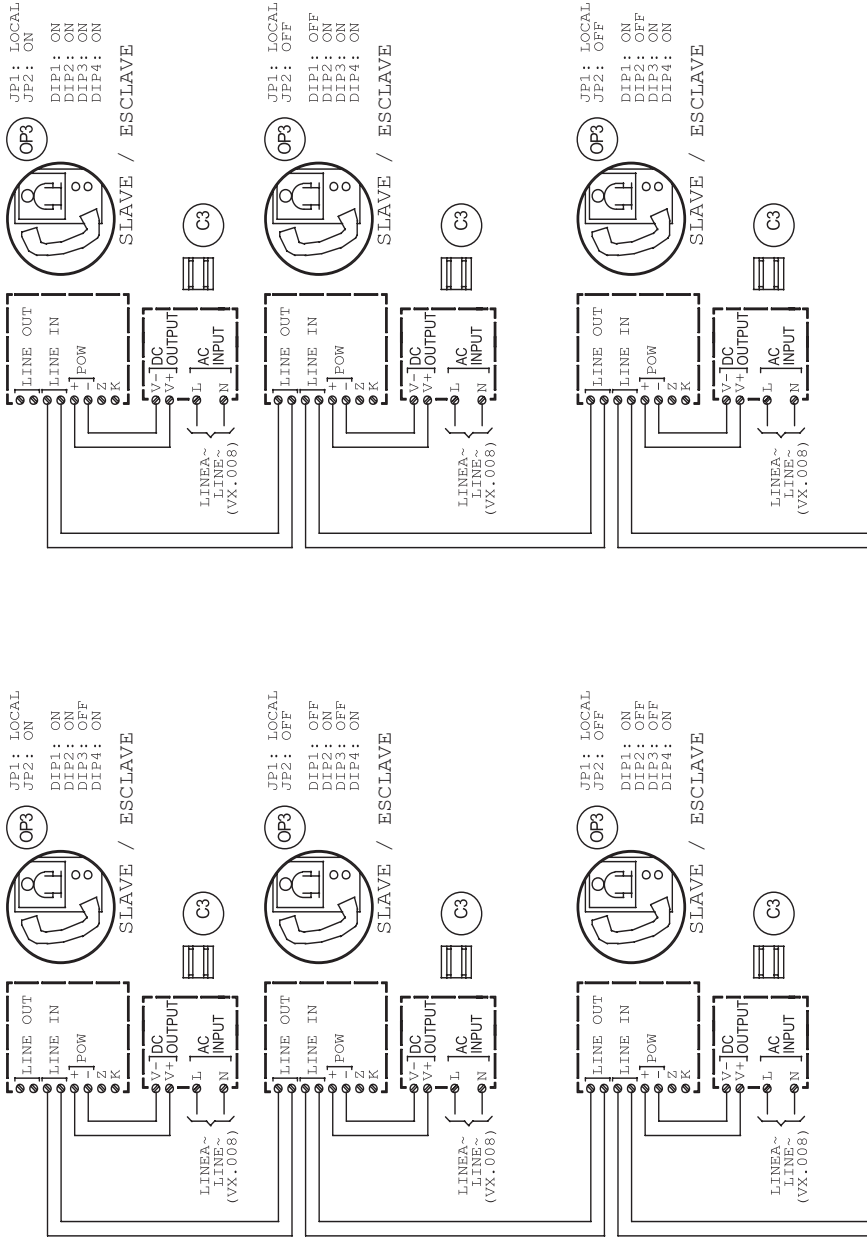 JP1: LOCAL
JP2: ON
DIP1: ON
DIP2: ON
DIP3: ON
DIP4: ON
OP3
SLAVE / ESCLAVE
C3
LINE OUT
LINE IN
+
- POW
Z
K
V- DC
V+ OUTPUT
L AC
N INPUT
LINEA~
LINE~
(VX.008)
JP1: LOCAL
JP2: OFF
DIP1: OFF
DIP2: ON
DIP3: ON
DIP4: ON
OP3
SLAVE / ESCLAVE
C3
LINE OUT
LINE IN
+
- POW
Z
K
V- DC
V+ OUTPUT
L AC
N INPUT
LINEA~
LINE~
(VX.008)
JP1: LOCAL
JP2: OFF
DIP1: ON
DIP2: OFF
DIP3: ON
DIP4: ON
OP3
SLAVE / ESCLAVE
C3
LINE OUT
LINE IN
+
- POW
Z
K
V- DC
V+ OUTPUT
L AC
N INPUT
LINEA~
LINE~
(VX.008)
JP1: LOCAL
JP2: ON
DIP1: ON
DIP2: ON
DIP3: OFF
DIP4: ON
OP3
SLAVE / ESCLAVE
C3
LINE OUT
LINE IN
+
- POW
Z
K
V- DC
V+ OUTPUT
L AC
N INPUT
LINEA~
LINE~
(VX.008)
JP1: LOCAL
JP2: OFF
DIP1: OFF
DIP2: ON
DIP3: OFF
DIP4: ON
OP3
SLAVE / ESCLAVE
C3
LINE OUT
LINE IN
+
- POW
Z
K
V- DC
V+ OUTPUT
L AC
N INPUT
LINEA~
LINE~
(VX.008)
JP1: LOCAL
JP2: OFF
DIP1: ON
DIP2: OFF
DIP3: OFF
DIP4: ON
OP3
SLAVE / ESCLAVE
C3
LINE OUT
LINE IN
+
- POW
Z
K
V- DC
V+ OUTPUT
L AC
N INPUT
LINEA~
LINE~
(VX.008)